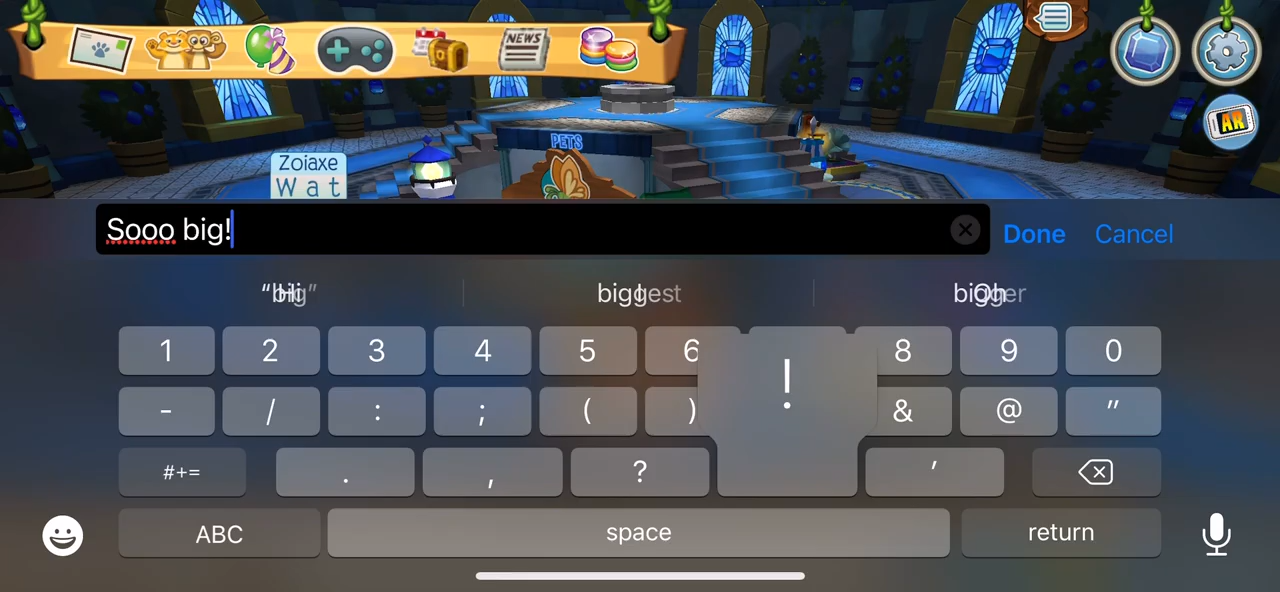 NEWS
AR
PETS
Zoiaxe
W a t
Sooo big!
Done
Cancel
biggest
1 2 3 4 5 6 8 9 0
- / : ; ( ) & @ "
#+= . , ? ! '
ABC space return